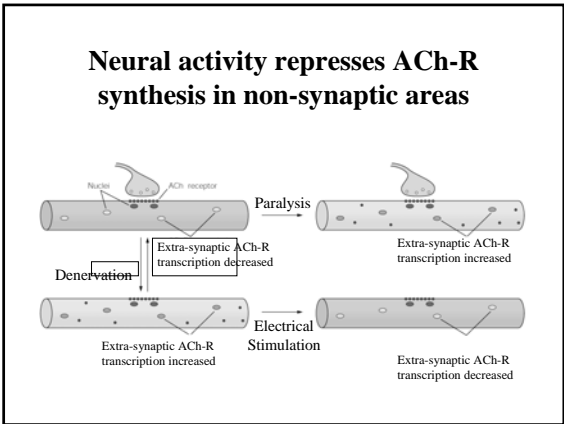 Neural activity represses ACh-R
synthesis in non-synaptic areas
Nuclei
ACh receptor
Paralysis
Extra-synaptic ACh-R
transcription decreased
Extra-synaptic ACh-R
transcription increased
Denervation
Extra-synaptic ACh-R
transcription increased
Electrical
Stimulation
Extra-synaptic ACh-R
transcription decreased